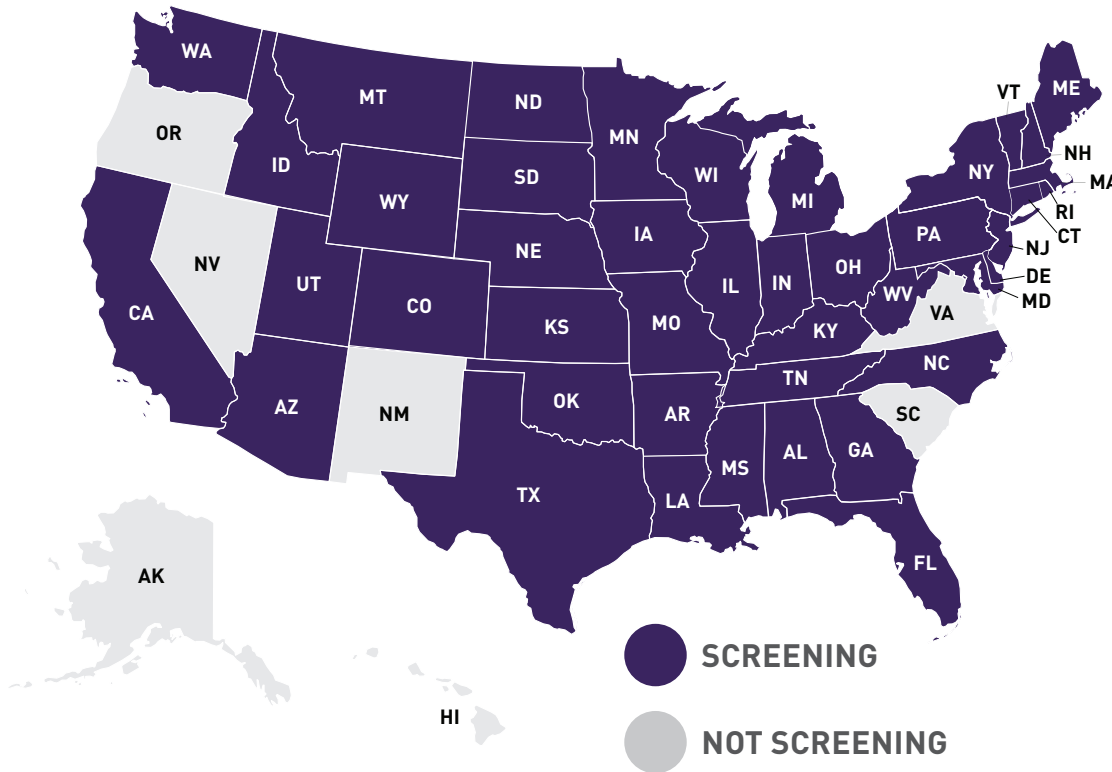 WA
MT
ND
MN
VT
ME
OR
ID
SD
WI
MI
NY
NH
MA
RI
CT
WY
IA
PA
NJ
NE
NV
UT
CO
IL
IN
OH
DE
MD
WV
VA
CA
KS
MO
KY
NC
TN
AZ
NM
OK
AR
SC
MS
AL
GA
TX
LA
FL
AK
HI
SCREENING
NOT SCREENING